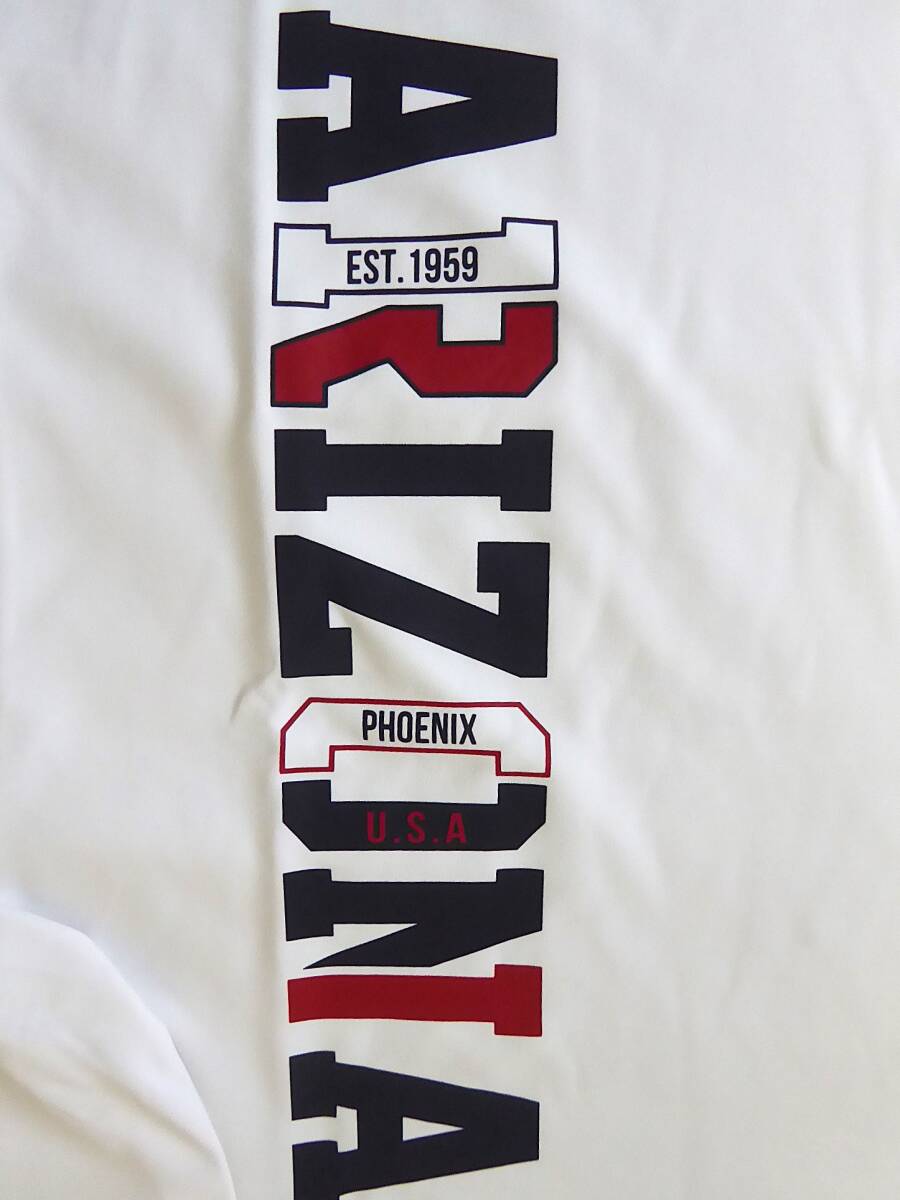 ARIZONA
EST.1959
PHOENIX
U.S.A